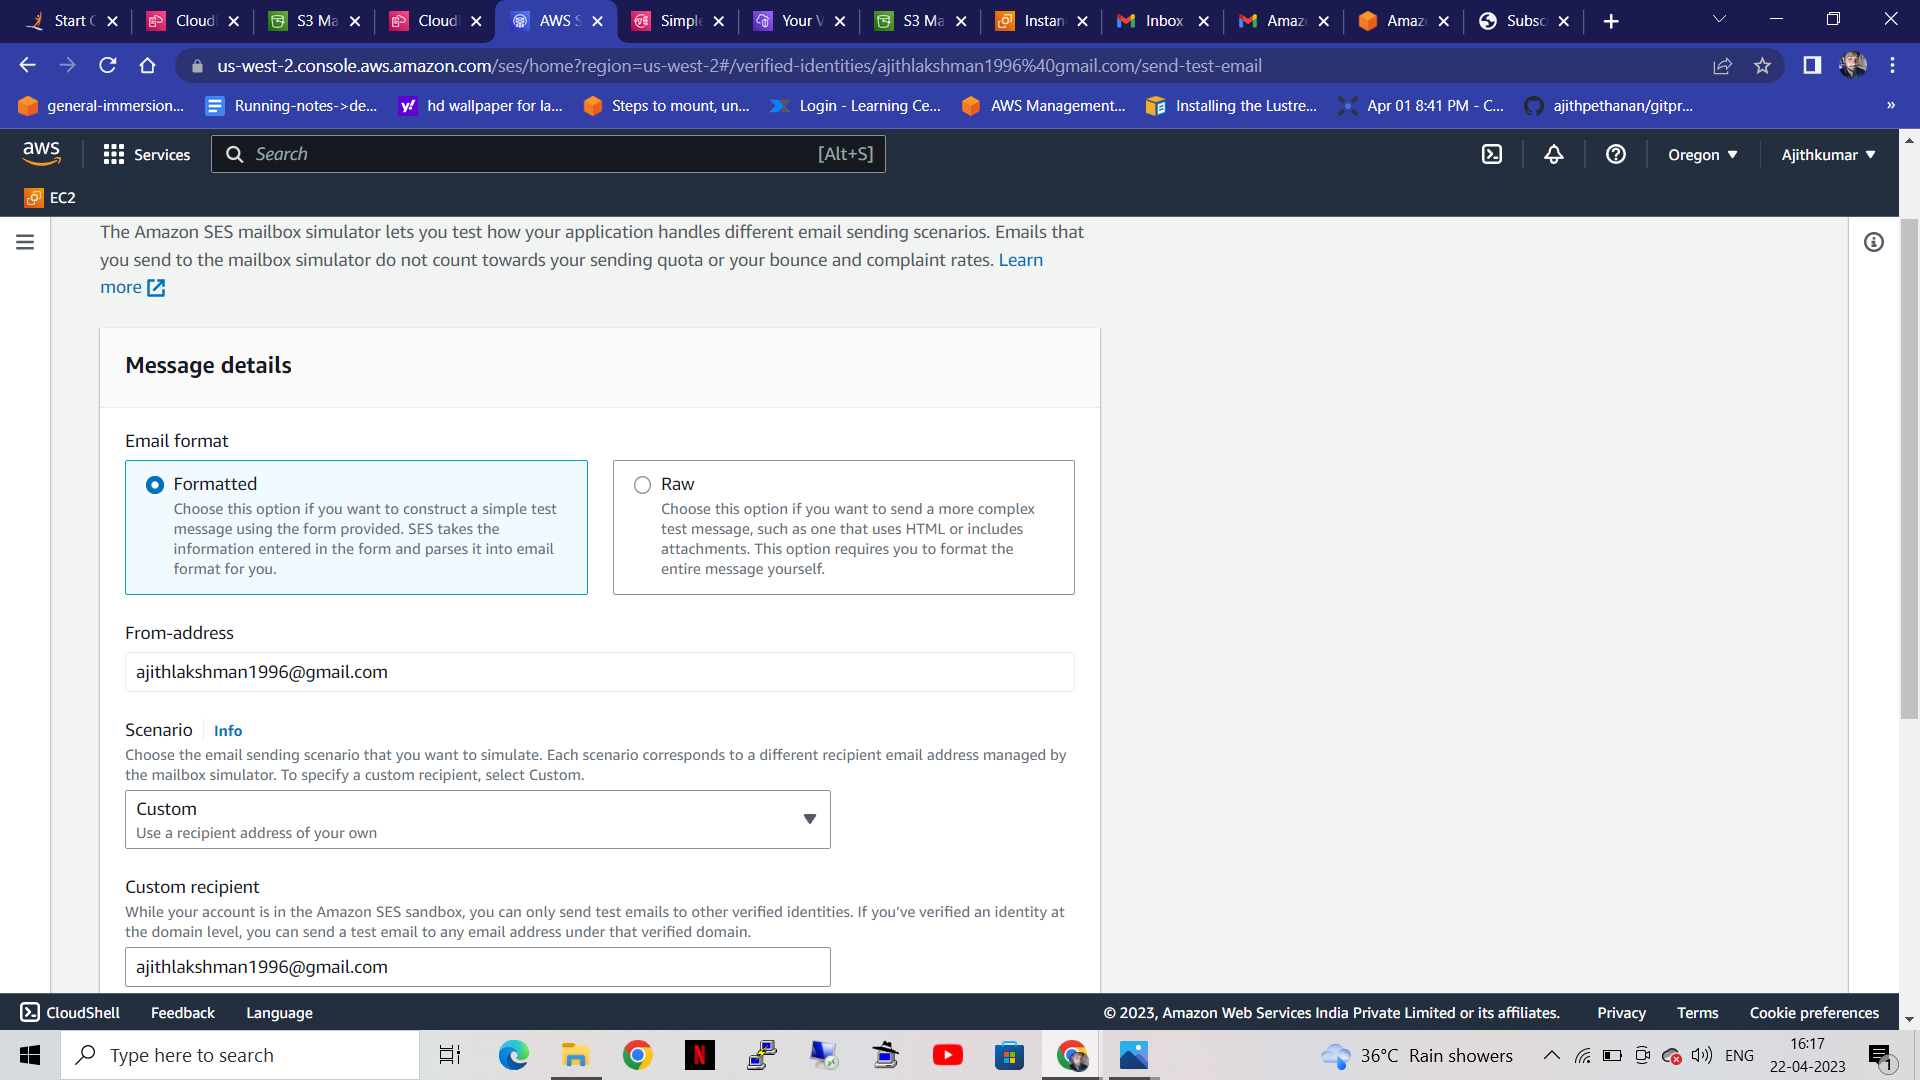 Start C
Cloud
S3 Ma
Cloud
AWS S
Simple
Your V
S3 Ma
Instan
Inbox
Amaz
Amaz
Subsc
us-west-2.console.aws.amazon.com/ses/home?region=us-west-2#/verified-identities/ajithlakshman1996%40gmail.com/send-test-email
general-immersion...
Running-notes->de...
hd wallpaper for la...
Steps to mount, un...
Login - Learning Ce...
AWS Management...
Installing the Lustre...
Apr 01 8:41 PM - C...
ajithpethanan/gitpr...
»
aws
Services
Search
[Alt+S]
Oregon
Ajithkumar
EC2
The Amazon SES mailbox simulator lets you test how your application handles different email sending scenarios. Emails that
you send to the mailbox simulator do not count towards your sending quota or your bounce and complaint rates. Learn
more
Message details
Email format
Formatted
Choose this option if you want to construct a simple test
message using the form provided. SES takes the
information entered in the form and parses it into email
format for you.
Raw
Choose this option if you want to send a more complex
test message, such as one that uses HTML or includes
attachments. This option requires you to format the
entire message yourself.
From-address
ajithlakshman1996@gmail.com
Scenario
Info
Choose the email sending scenario that you want to simulate. Each scenario corresponds to a different recipient email address managed by
the mailbox simulator. To specify a custom recipient, select Custom.
Custom
Use a recipient address of your own
Custom recipient
While your account is in the Amazon SES sandbox, you can only send test emails to other verified identities. If you've verified an identity at
the domain level, you can send a test email to any email address under that verified domain.
ajithlakshman1996@gmail.com
CloudShell
Feedback
Language
© 2023, Amazon Web Services India Private Limited or its affiliates.
Privacy
Terms
Cookie preferences
Type here to search
36°C Rain showers
ENG
16:17
22-04-2023
1